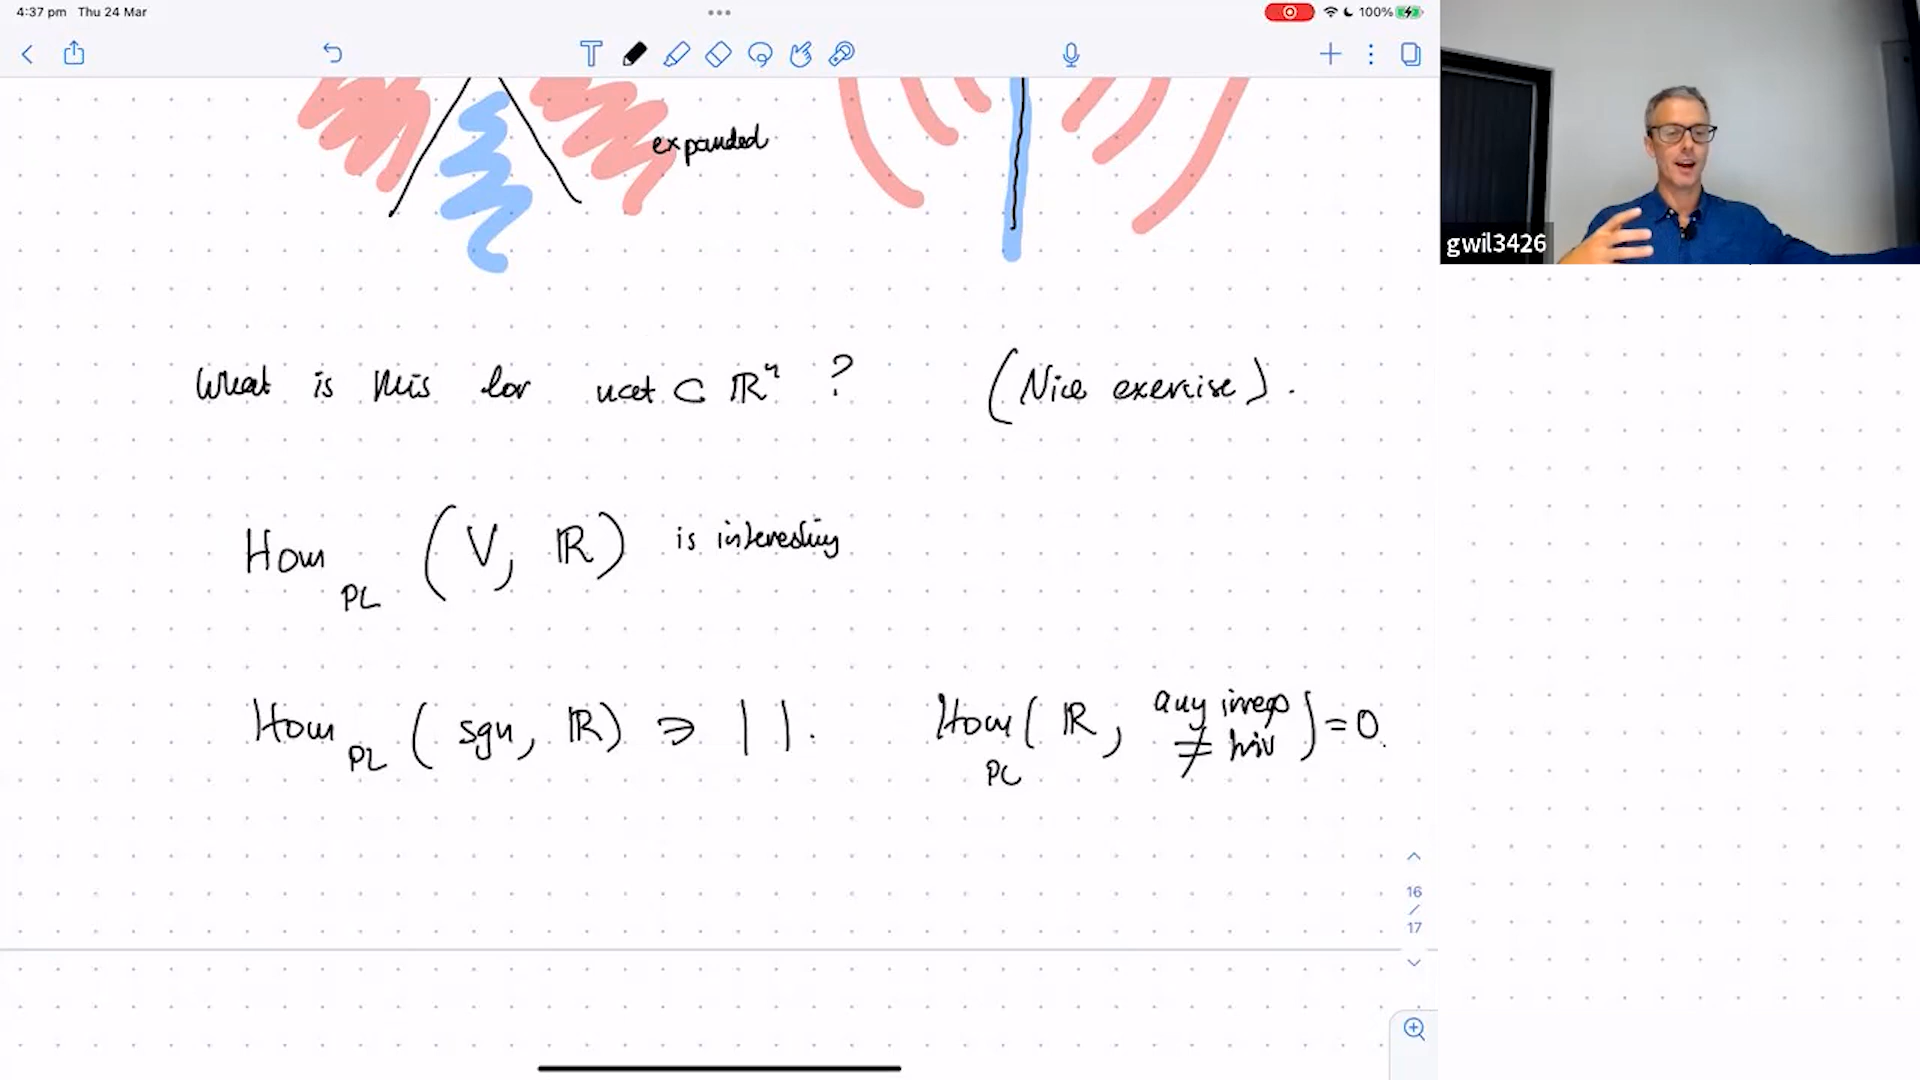 4:37 pm Thu 24 Mar
100%
expanded
gwil3426
What is this for ⊂ ℝⁿ ? (Nice exercise).
Hom_PL (V, ℝ) is interesting
Hom_PL (sgn, ℝ) ∋ | |. Hom_PL (ℝ, any irrep ≠ triv) = 0.
16
/
17